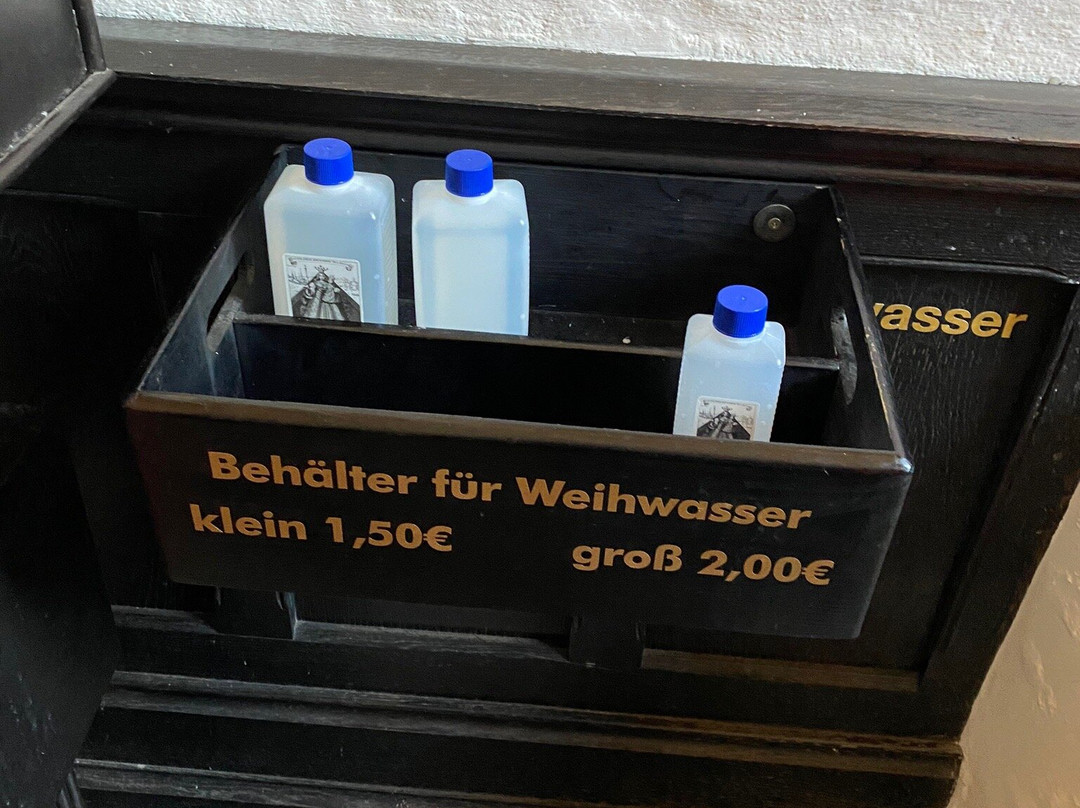 Behälter für Weihwasser
klein 1,50€
groß 2,00€
wasser